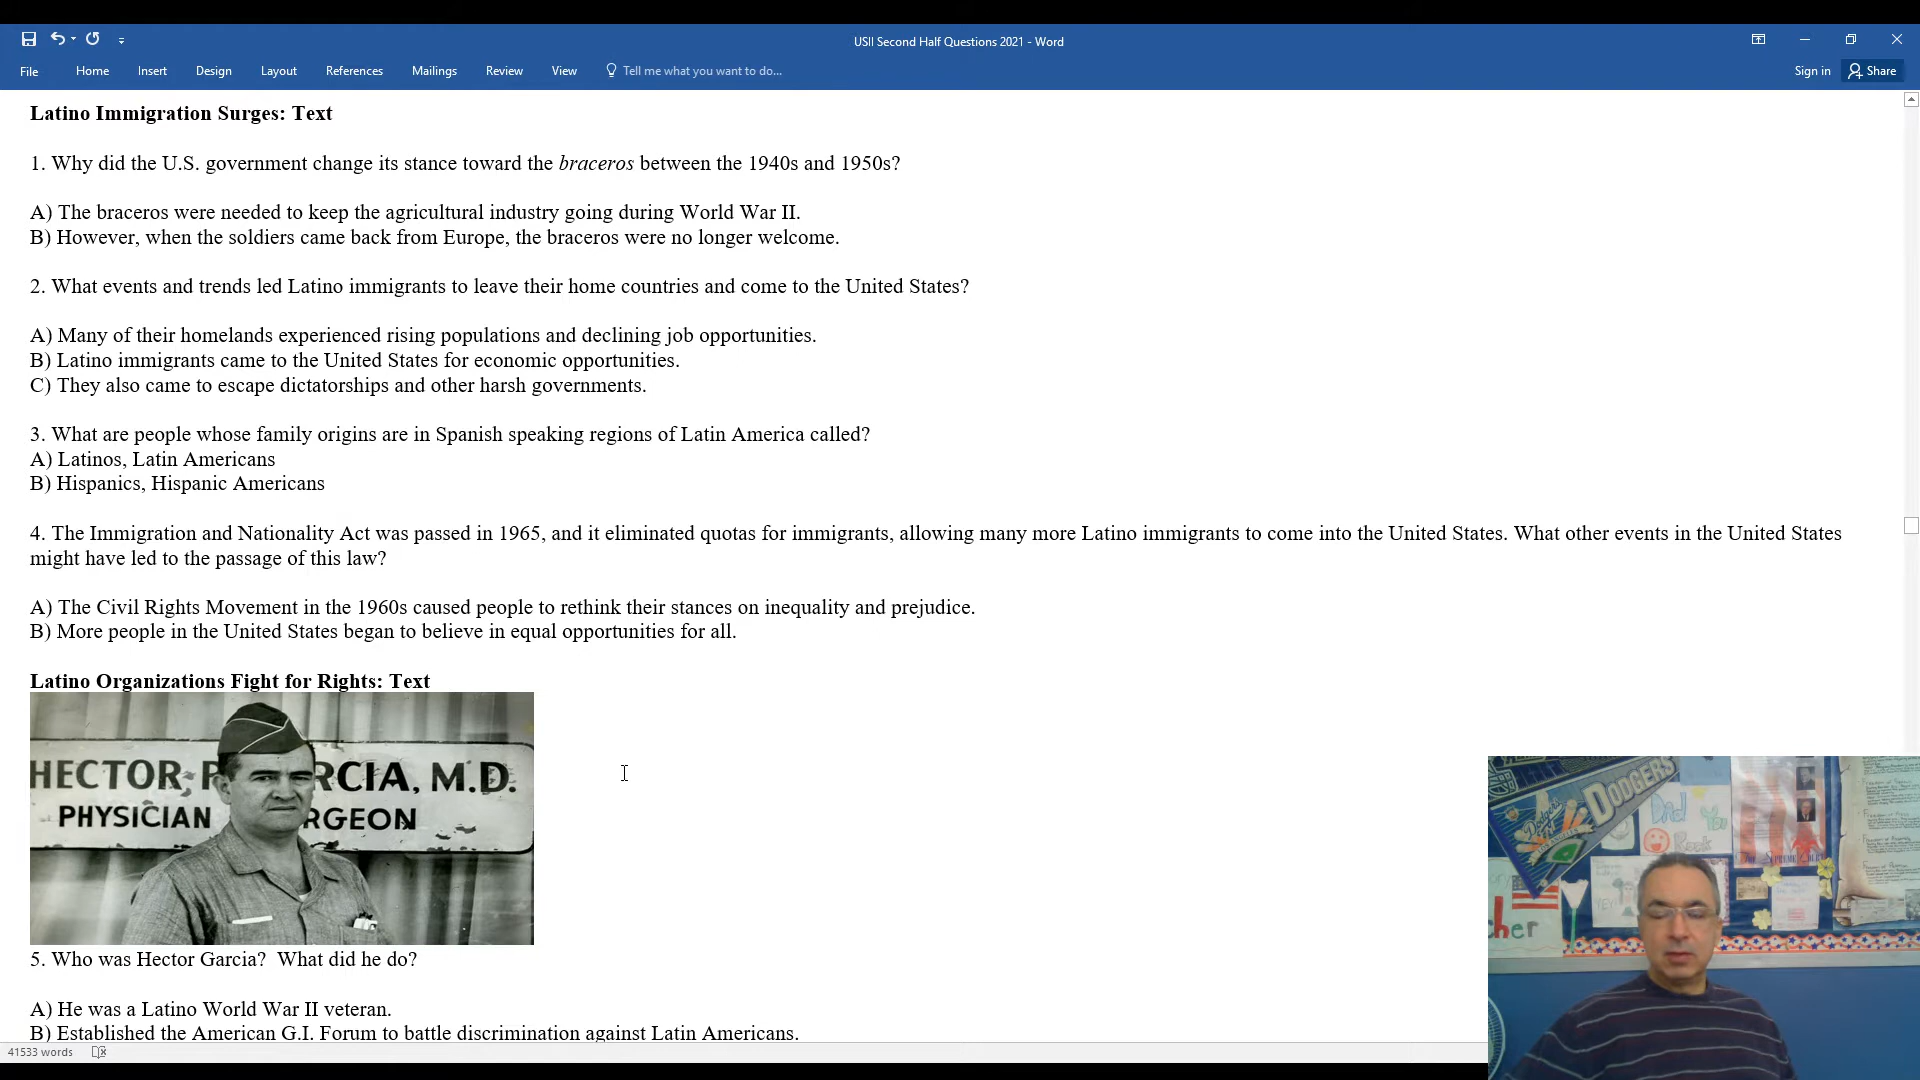 USII Second Half Questions 2021 - Word
File Home Insert Design Layout References Mailings Review View Tell me what you want to do... Sign in Share
Latino Immigration Surges: Text
1. Why did the U.S. government change its stance toward the braceros between the 1940s and 1950s?
A) The braceros were needed to keep the agricultural industry going during World War II.
B) However, when the soldiers came back from Europe, the braceros were no longer welcome.
2. What events and trends led Latino immigrants to leave their home countries and come to the United States?
A) Many of their homelands experienced rising populations and declining job opportunities.
B) Latino immigrants came to the United States for economic opportunities.
C) They also came to escape dictatorships and other harsh governments.
3. What are people whose family origins are in Spanish speaking regions of Latin America called?
A) Latinos, Latin Americans
B) Hispanics, Hispanic Americans
4. The Immigration and Nationality Act was passed in 1965, and it eliminated quotas for immigrants, allowing many more Latino immigrants to come into the United States. What other events in the United States
might have led to the passage of this law?
A) The Civil Rights Movement in the 1960s caused people to rethink their stances on inequality and prejudice.
B) More people in the United States began to believe in equal opportunities for all.
Latino Organizations Fight for Rights: Text
HECTOR P RCIA, M.D.
PHYSICIAN RGEON
5. Who was Hector Garcia?  What did he do?
A) He was a Latino World War II veteran.
B) Established the American G.I. Forum to battle discrimination against Latin Americans.
41533 words
DODGERS
Dodgers
Dad
You
Rock
cher